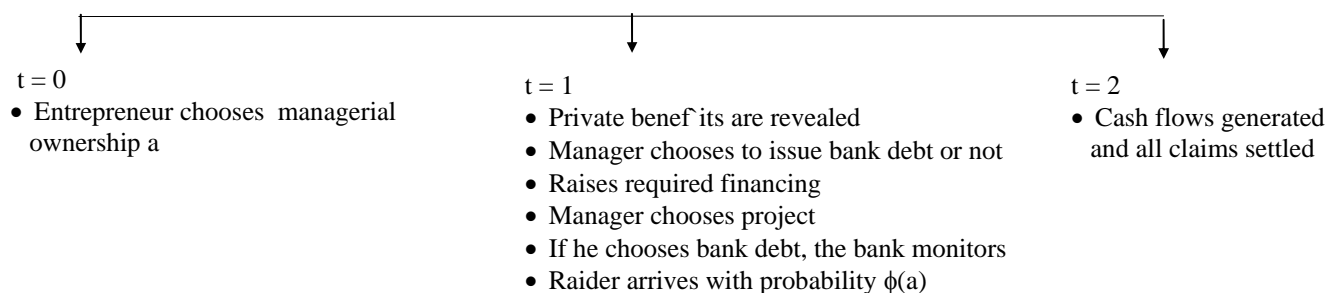 t = 0
• Entrepreneur chooses managerial
ownership a
t = 1
• Private benef`its are revealed
• Manager chooses to issue bank debt or not
• Raises required financing
• Manager chooses project
• If he chooses bank debt, the bank monitors
• Raider arrives with probability ϕ(a)
t = 2
• Cash flows generated
and all claims settled